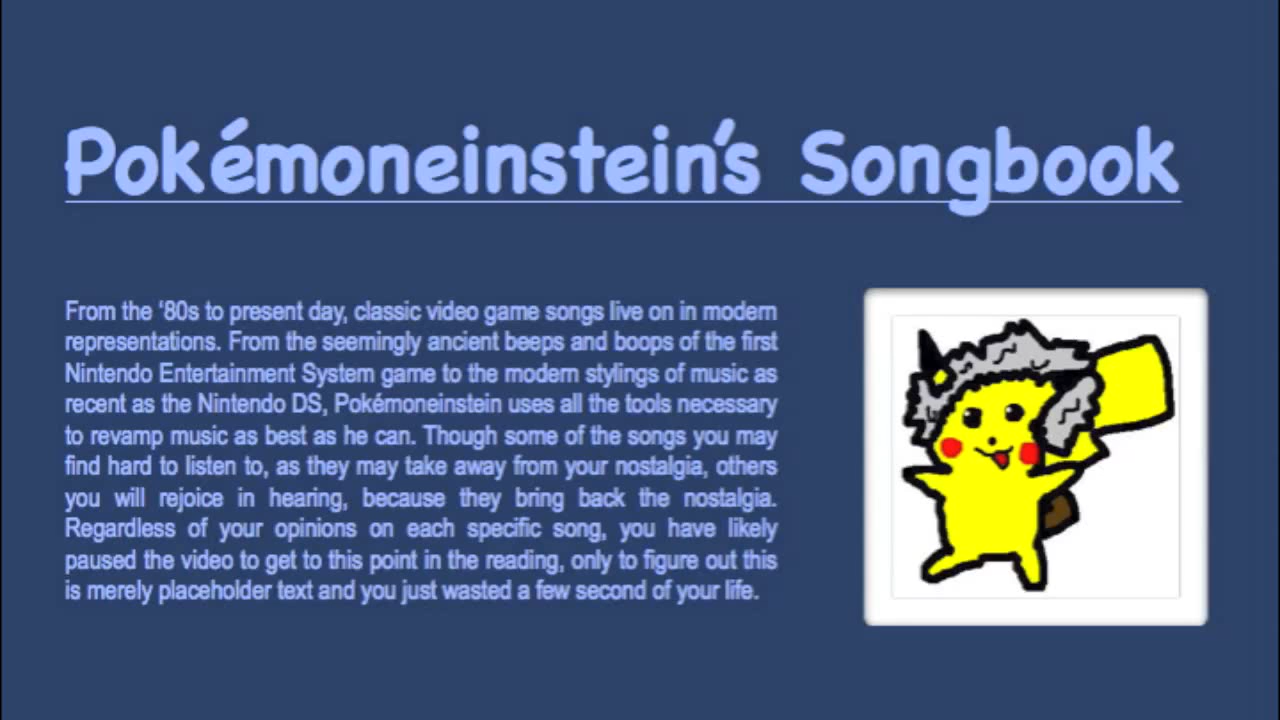 Pokémoneinstein's Songbook
From the ‘80s to present day, classic video game songs live on in modern
representations. From the seemingly ancient beeps and boops of the first
Nintendo Entertainment System game to the modern stylings of music as
recent as the Nintendo DS, Pokémoneinstein uses all the tools necessary
to revamp music as best as he can. Though some of the songs you may
find hard to listen to, as they may take away from your nostalgia, others
you will rejoice in hearing, because they bring back the nostalgia.
Regardless of your opinions on each specific song, you have likely
paused the video to get to this point in the reading, only to figure out this
is merely placeholder text and you just wasted a few second of your life.